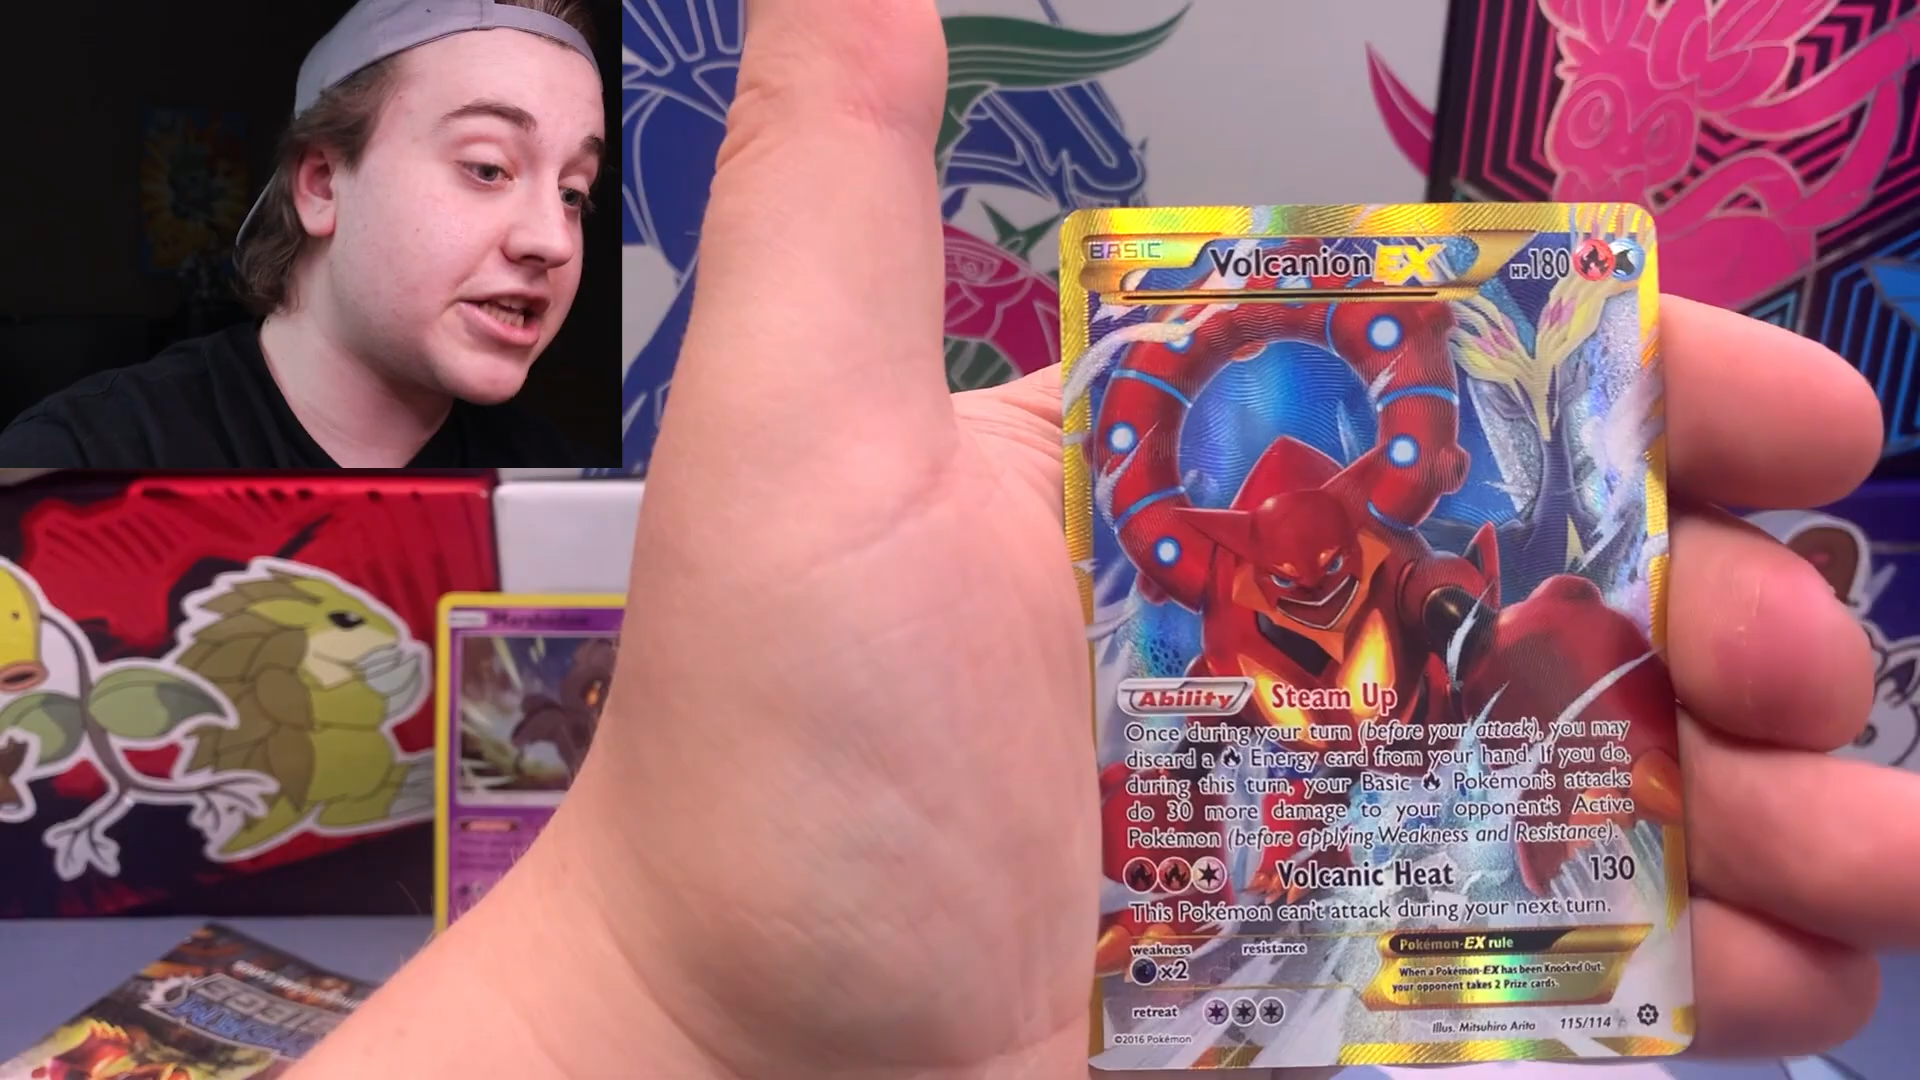 BASIC Volcanion EX HP180
Ability Steam Up
Once during your turn (before your attack), you may
discard a Energy card from your hand. If you do,
during this turn, your Basic Pokémon's attacks
do 30 more damage to your opponent's Active
Pokémon (before applying Weakness and Resistance).
Volcanic Heat 130
This Pokémon can't attack during your next turn.
weakness resistance
x2
Pokémon-EX rule
When a Pokémon-EX has been Knocked Out,
your opponent takes 2 Prize cards.
retreat
Illus. Mitsuhiro Arita 115/114
©2016 Pokémon
Marshadow
SIEGE